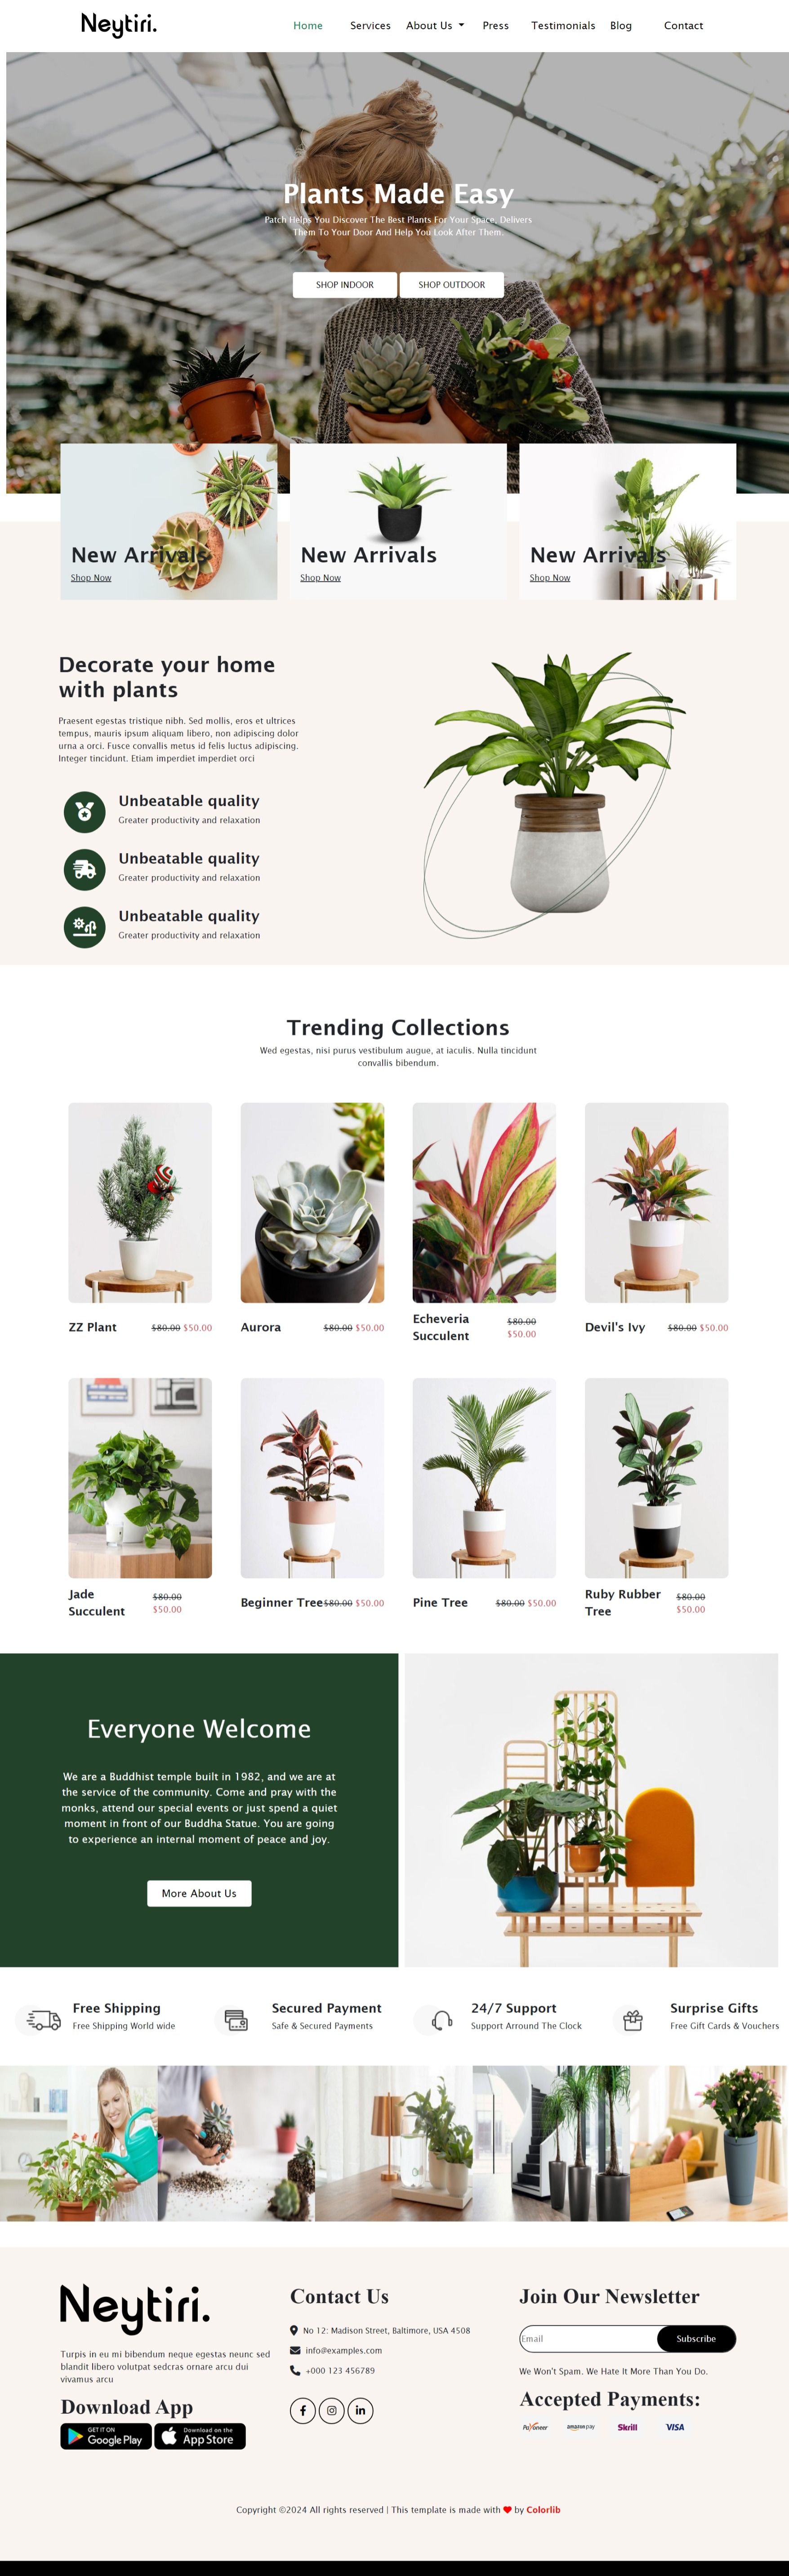 Neytiri.
Home Services About Us Press Testimonials Blog Contact
Plants Made Easy
Patch Helps You Discover The Best Plants For Your Space. Delivers
Them To Your Door And Help You Look After Them.
SHOP INDOOR SHOP OUTDOOR
New Arrivals
Shop Now
New Arrivals
Shop Now
New Arrivals
Shop Now
Decorate your home
with plants
Praesent egestas tristique nibh. Sed mollis, eros et ultrices
tempus, mauris ipsum aliquam libero, non adipiscing dolor
urna a orci. Fusce convallis metus id felis luctus adipiscing.
Integer tincidunt. Etiam imperdiet imperdiet orci
Unbeatable quality
Greater productivity and relaxation
Unbeatable quality
Greater productivity and relaxation
Unbeatable quality
Greater productivity and relaxation
Trending Collections
Wed egestas, nisi purus vestibulum augue, at iaculis. Nulla tincidunt
convallis bibendum.
ZZ Plant $80.00 $50.00
Aurora $80.00 $50.00
Echeveria
Succulent
$80.00
$50.00
Devil's Ivy $80.00 $50.00
Jade
Succulent
$80.00
$50.00
Beginner Tree $80.00 $50.00
Pine Tree $80.00 $50.00
Ruby Rubber
Tree
$80.00
$50.00
Everyone Welcome
We are a Buddhist temple built in 1982, and we are at
the service of the community. Come and pray with the
monks, attend our special events or just spend a quiet
moment in front of our Buddha Statue. You are going
to experience an internal moment of peace and joy.
More About Us
Free Shipping
Free Shipping World wide
Secured Payment
Safe & Secured Payments
24/7 Support
Support Arround The Clock
Surprise Gifts
Free Gift Cards & Vouchers
Neytiri.
Turpis in eu mi bibendum neque egestas neunc sed
blandit libero volutpat sedcras ornare arcu dui
vivamus arcu
Download App
GET IT ON
Google Play
Download on the
App Store
Contact Us
No 12: Madison Street, Baltimore, USA 4508
info@examples.com
+000 123 456789
Join Our Newsletter
Email Subscribe
We Won't Spam. We Hate It More Than You Do.
Accepted Payments:
Payoneer amazon pay Skrill VISA
Copyright ©2024 All rights reserved | This template is made with by Colorlib